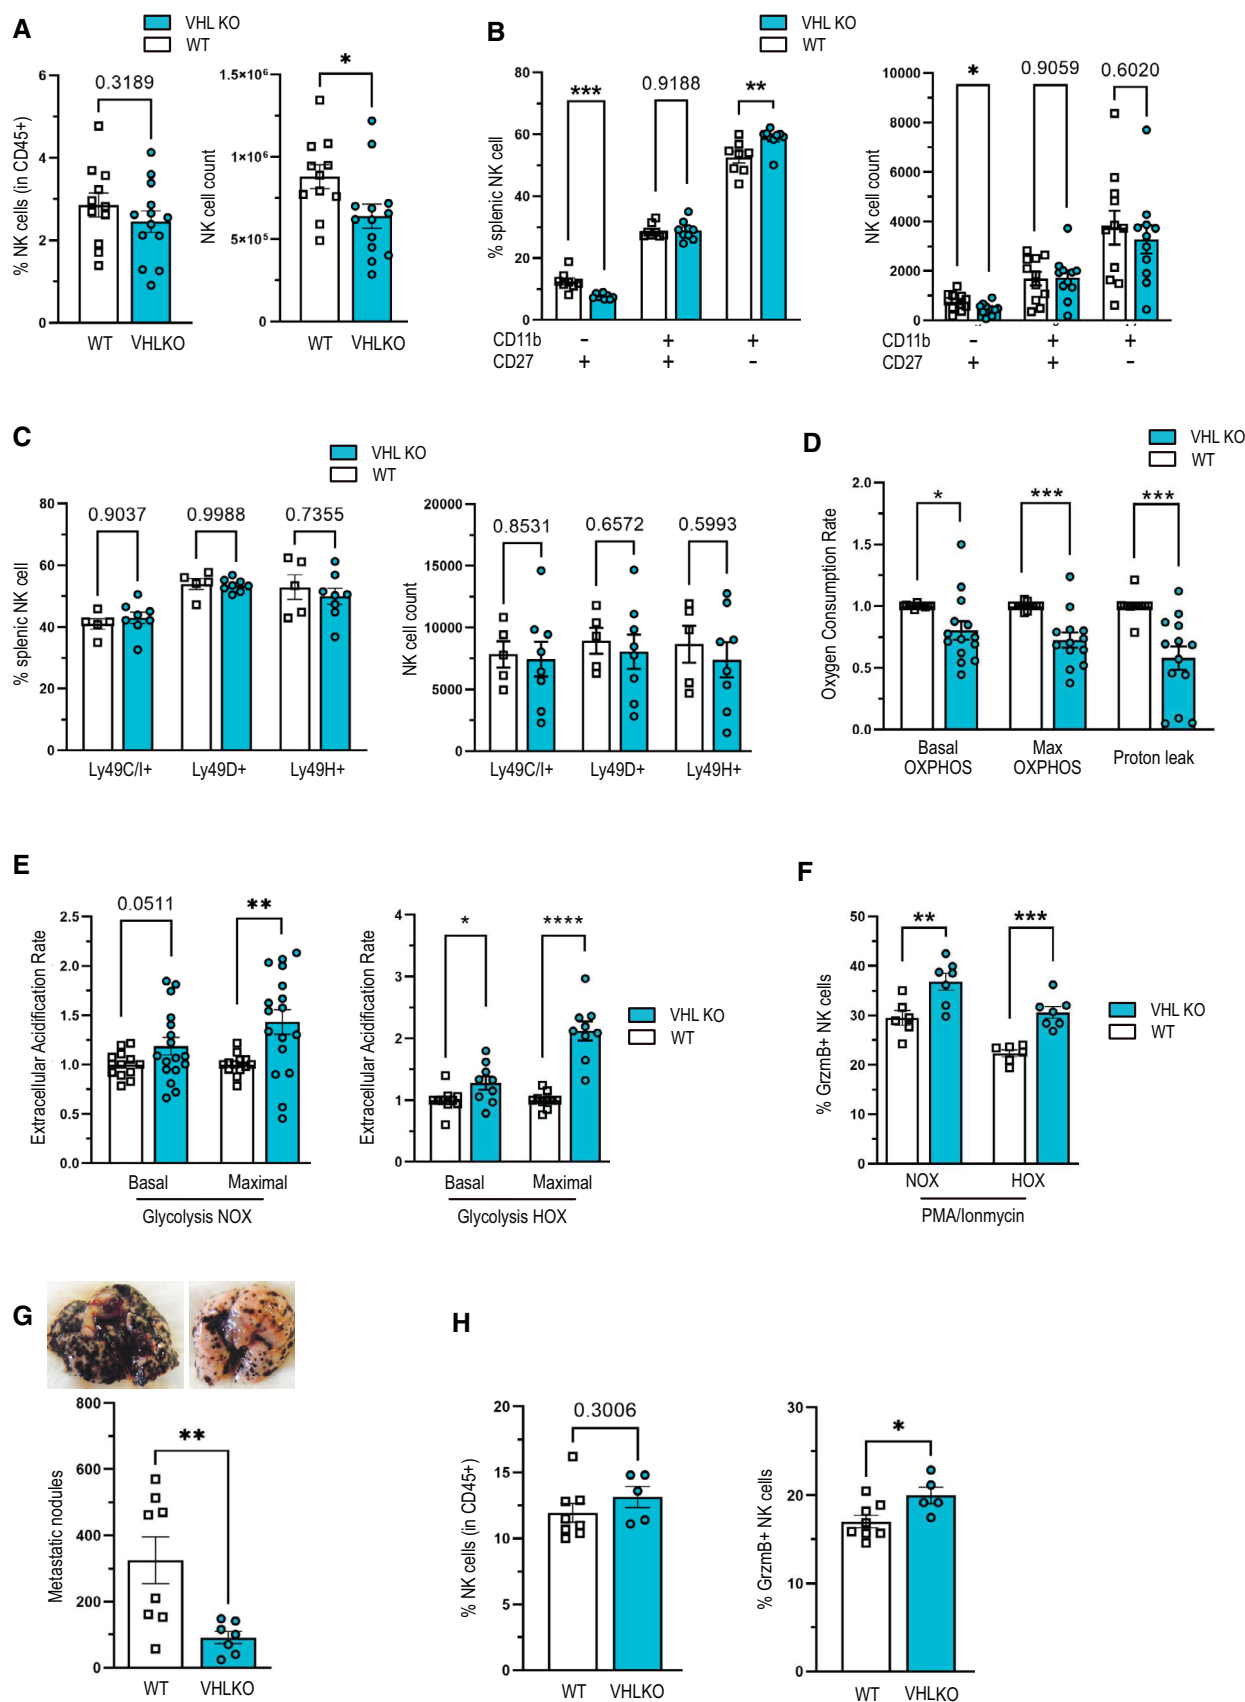 A
VHL KO
WT
% NK cells (in CD45+)
6
4
2
0
0.3189
WT VHLKO
NK cell count
1.5×10⁶
1×10⁶
5×10⁵
0
*
WT VHLKO
B
VHL KO
WT
% splenic NK cell
80
60
40
20
0
*** 0.9188 **
CD11b - + +
CD27 + + -
NK cell count
10000
8000
6000
4000
2000
0
* 0.9059 0.6020
CD11b - + +
CD27 + + -
C
VHL KO
WT
% splenic NK cell
80
60
40
20
0
0.9037 0.9988 0.7355
Ly49C/I+ Ly49D+ Ly49H+
NK cell count
20000
15000
10000
5000
0
0.8531 0.6572 0.5993
Ly49C/I+ Ly49D+ Ly49H+
D
VHL KO
WT
Oxygen Consumption Rate
2.0
1.5
1.0
0.5
0.0
* *** ***
Basal OXPHOS
Max OXPHOS
Proton leak
E
Extracellular Acidification Rate
2.5
2.0
1.5
1.0
0.5
0.0
0.0511 **
Basal Maximal
Glycolysis NOX
Extracellular Acidification Rate
4
3
2
1
0
* ****
Basal Maximal
Glycolysis HOX
VHL KO
WT
F
% GrzmB+ NK cells
50
40
30
20
10
0
** ***
NOX HOX
PMA/Ionmycin
VHL KO
WT
G
Metastatic nodules
800
600
400
200
0
**
WT VHLKO
H
% NK cells (in CD45+)
20
15
10
5
0
0.3006
WT VHLKO
% GrzmB+ NK cells
30
20
10
0
*
WT VHLKO